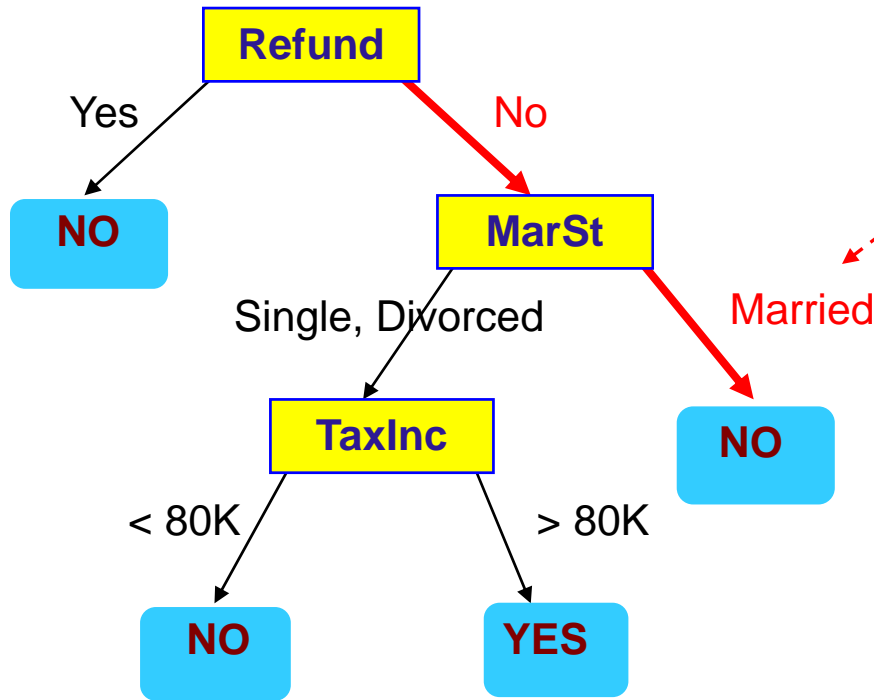 Refund
Yes
No
NO
MarSt
Single, Divorced
Married
TaxInc
NO
< 80K
> 80K
NO
YES